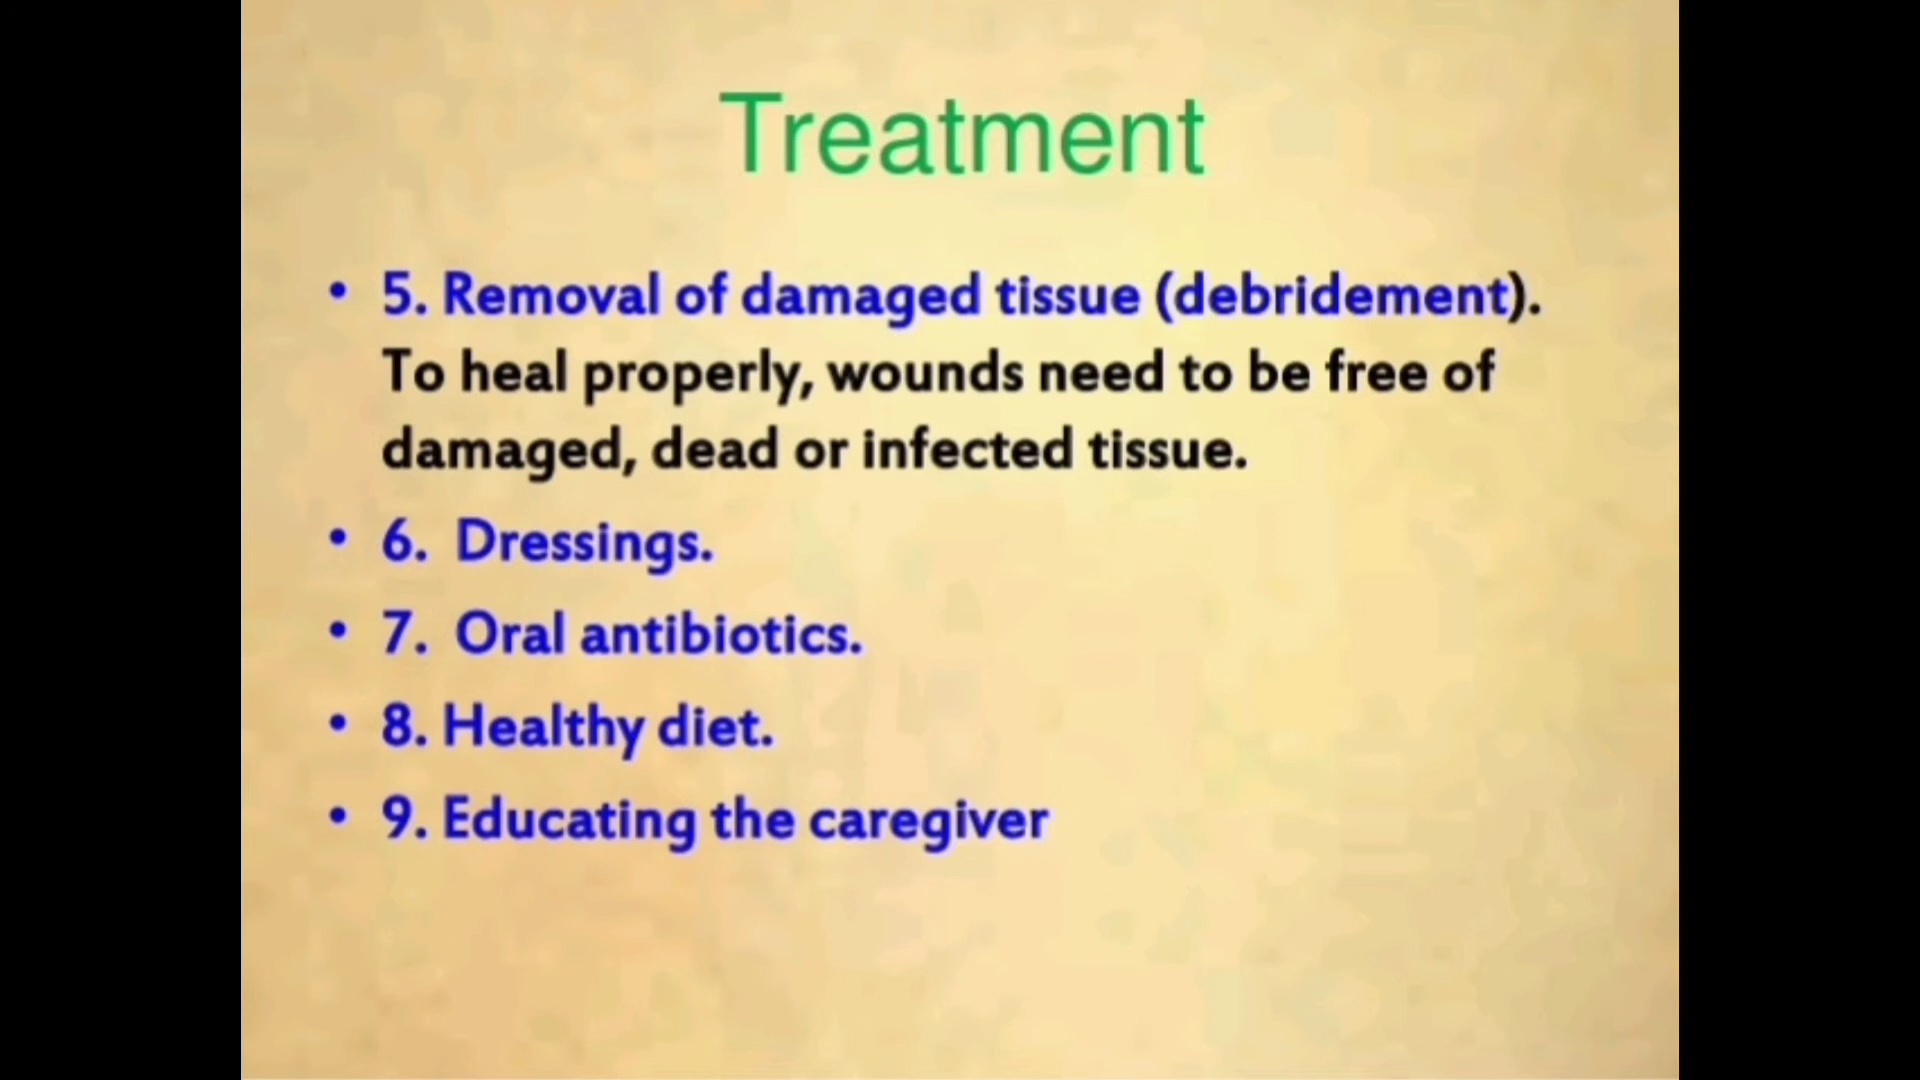 Treatment
• 5. Removal of damaged tissue (debridement).
To heal properly, wounds need to be free of
damaged, dead or infected tissue.
• 6.  Dressings.
• 7.  Oral antibiotics.
• 8. Healthy diet.
• 9. Educating the caregiver